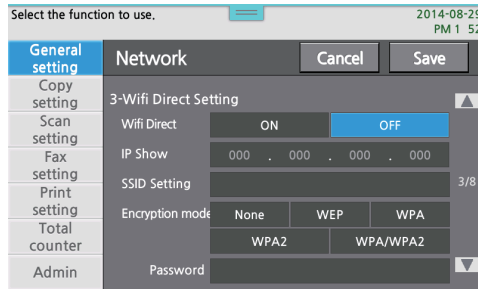 Select the function to use.
2014-08-29
PM 1 52
General setting
Network
Cancel
Save
Copy setting
3-Wifi Direct Setting
Scan setting
Wifi Direct
ON
OFF
Fax setting
IP Show
000 . 000 . 000 . 000
SSID Setting
3/8
Print setting
Encryption mode
None
WEP
WPA
Total counter
WPA2
WPA/WPA2
Admin
Password